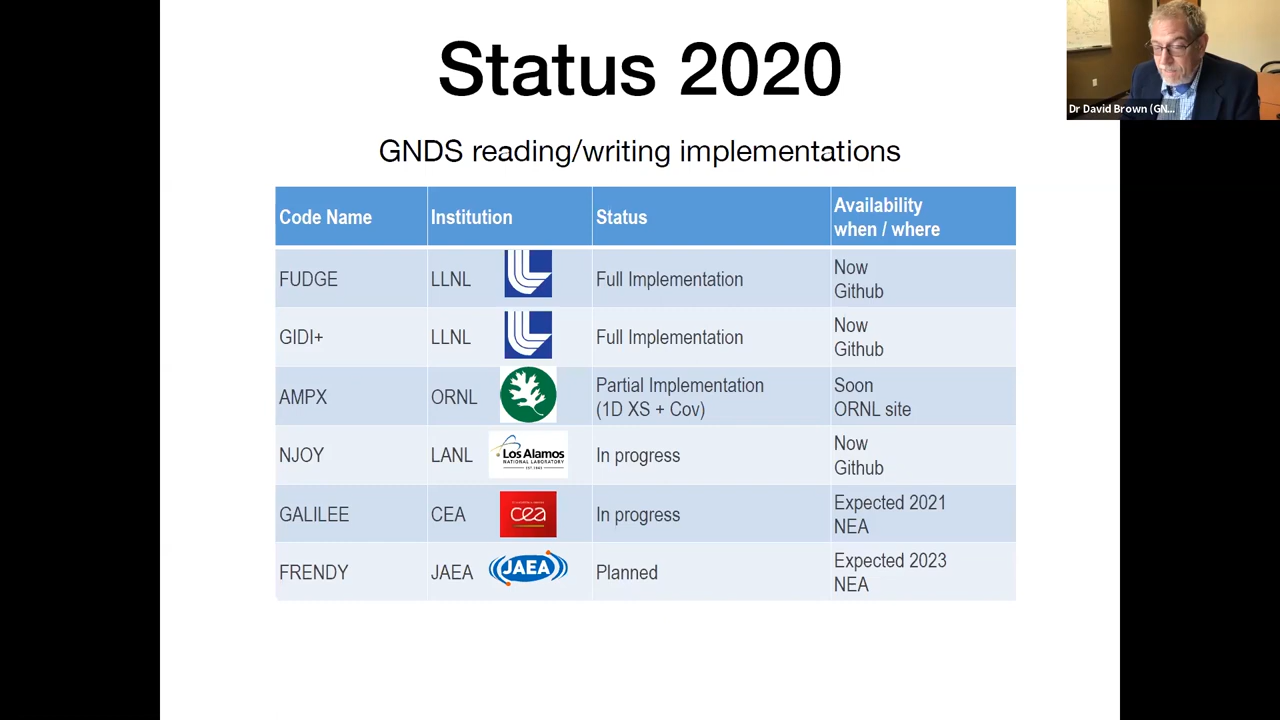 Status 2020
Dr David Brown (GN...
GNDS reading/writing implementations
Code Name
Institution
Status
Availability
when / where
FUDGE
LLNL
Full Implementation
Now
Github
GIDI+
LLNL
Full Implementation
Now
Github
AMPX
ORNL
Partial Implementation
(1D XS + Cov)
Soon
ORNL site
NJOY
LANL
Los Alamos
NATIONAL LABORATORY
In progress
Now
Github
GALILEE
CEA
cea
In progress
Expected 2021
NEA
FRENDY
JAEA
JAEA
Planned
Expected 2023
NEA